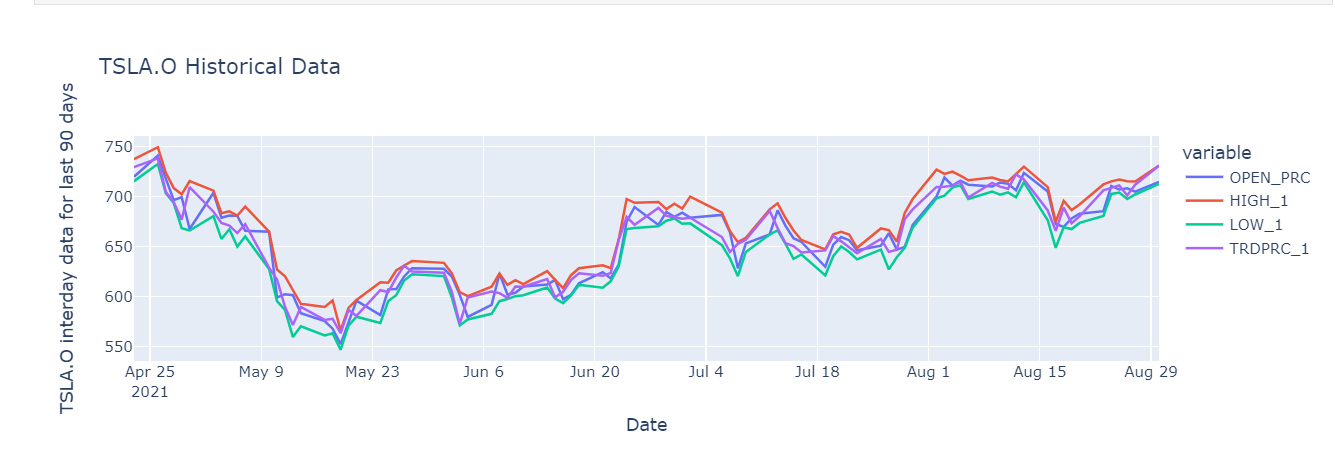 TSLA.O Historical Data
TSLA.O interday data for last 90 days
750
700
650
600
550
Apr 25
2021
May 9
May 23
Jun 6
Jun 20
Jul 4
Jul 18
Aug 1
Aug 15
Aug 29
Date
variable
OPEN_PRC
HIGH_1
LOW_1
TRDPRC_1